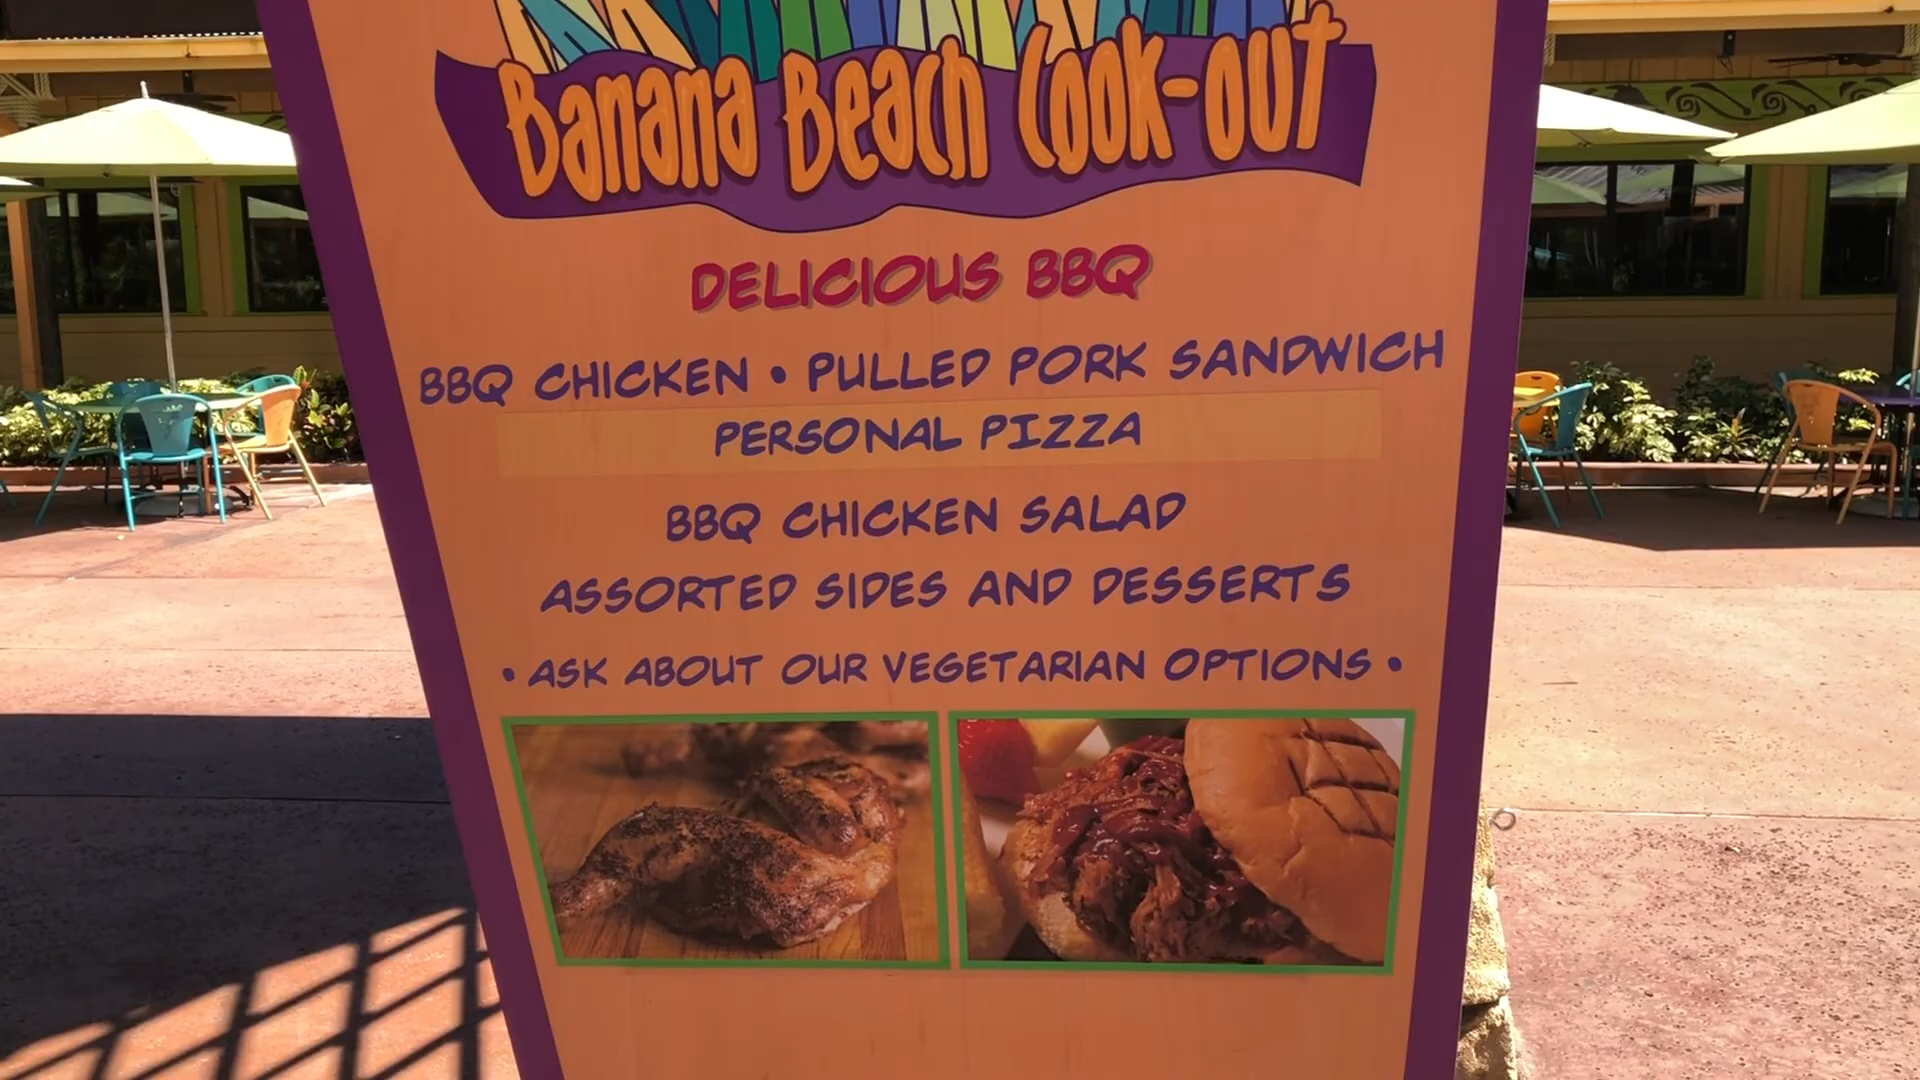 Banana Beach Cook-out
DELICIOUS BBQ
BBQ CHICKEN • PULLED PORK SANDWICH
PERSONAL PIZZA
BBQ CHICKEN SALAD
ASSORTED SIDES AND DESSERTS
• ASK ABOUT OUR VEGETARIAN OPTIONS •